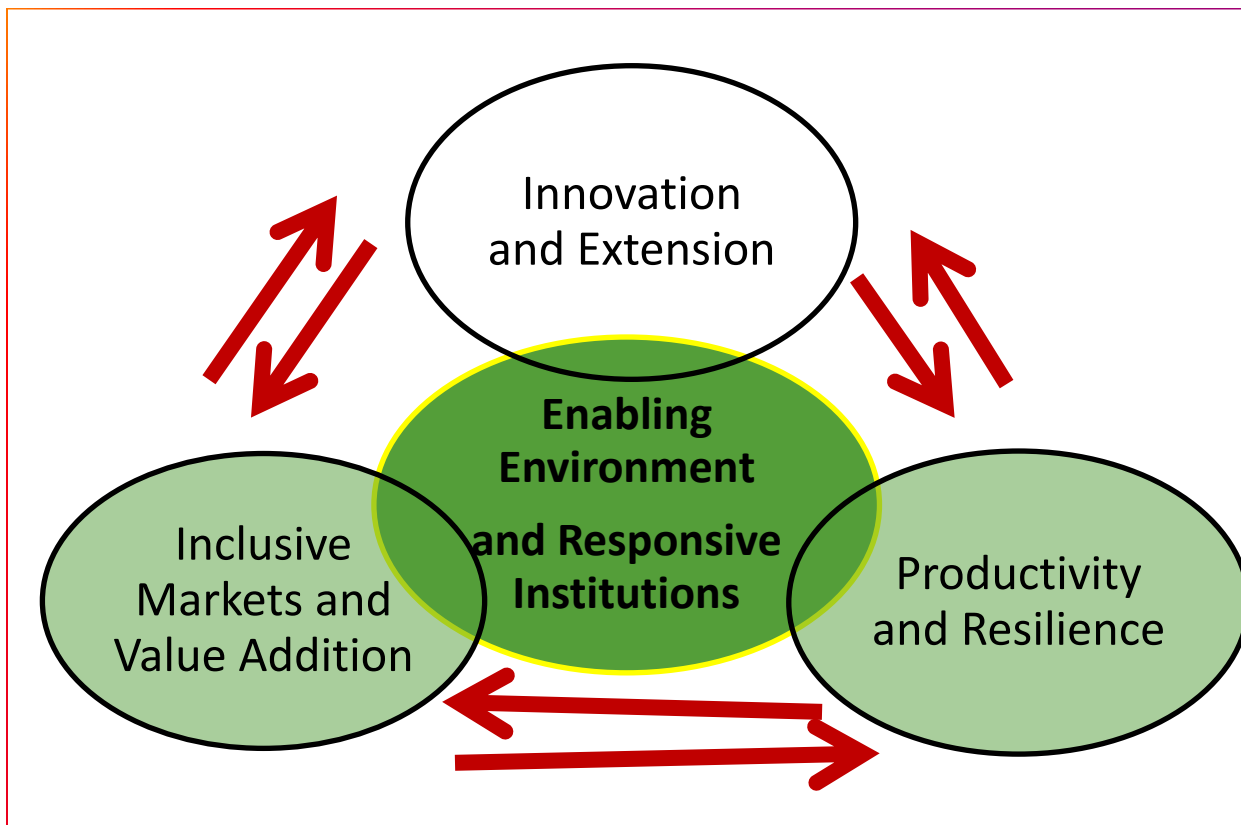 Innovation
and Extension
Enabling
Environment
and Responsive
Institutions
Inclusive
Markets and
Value Addition
Productivity
and Resilience